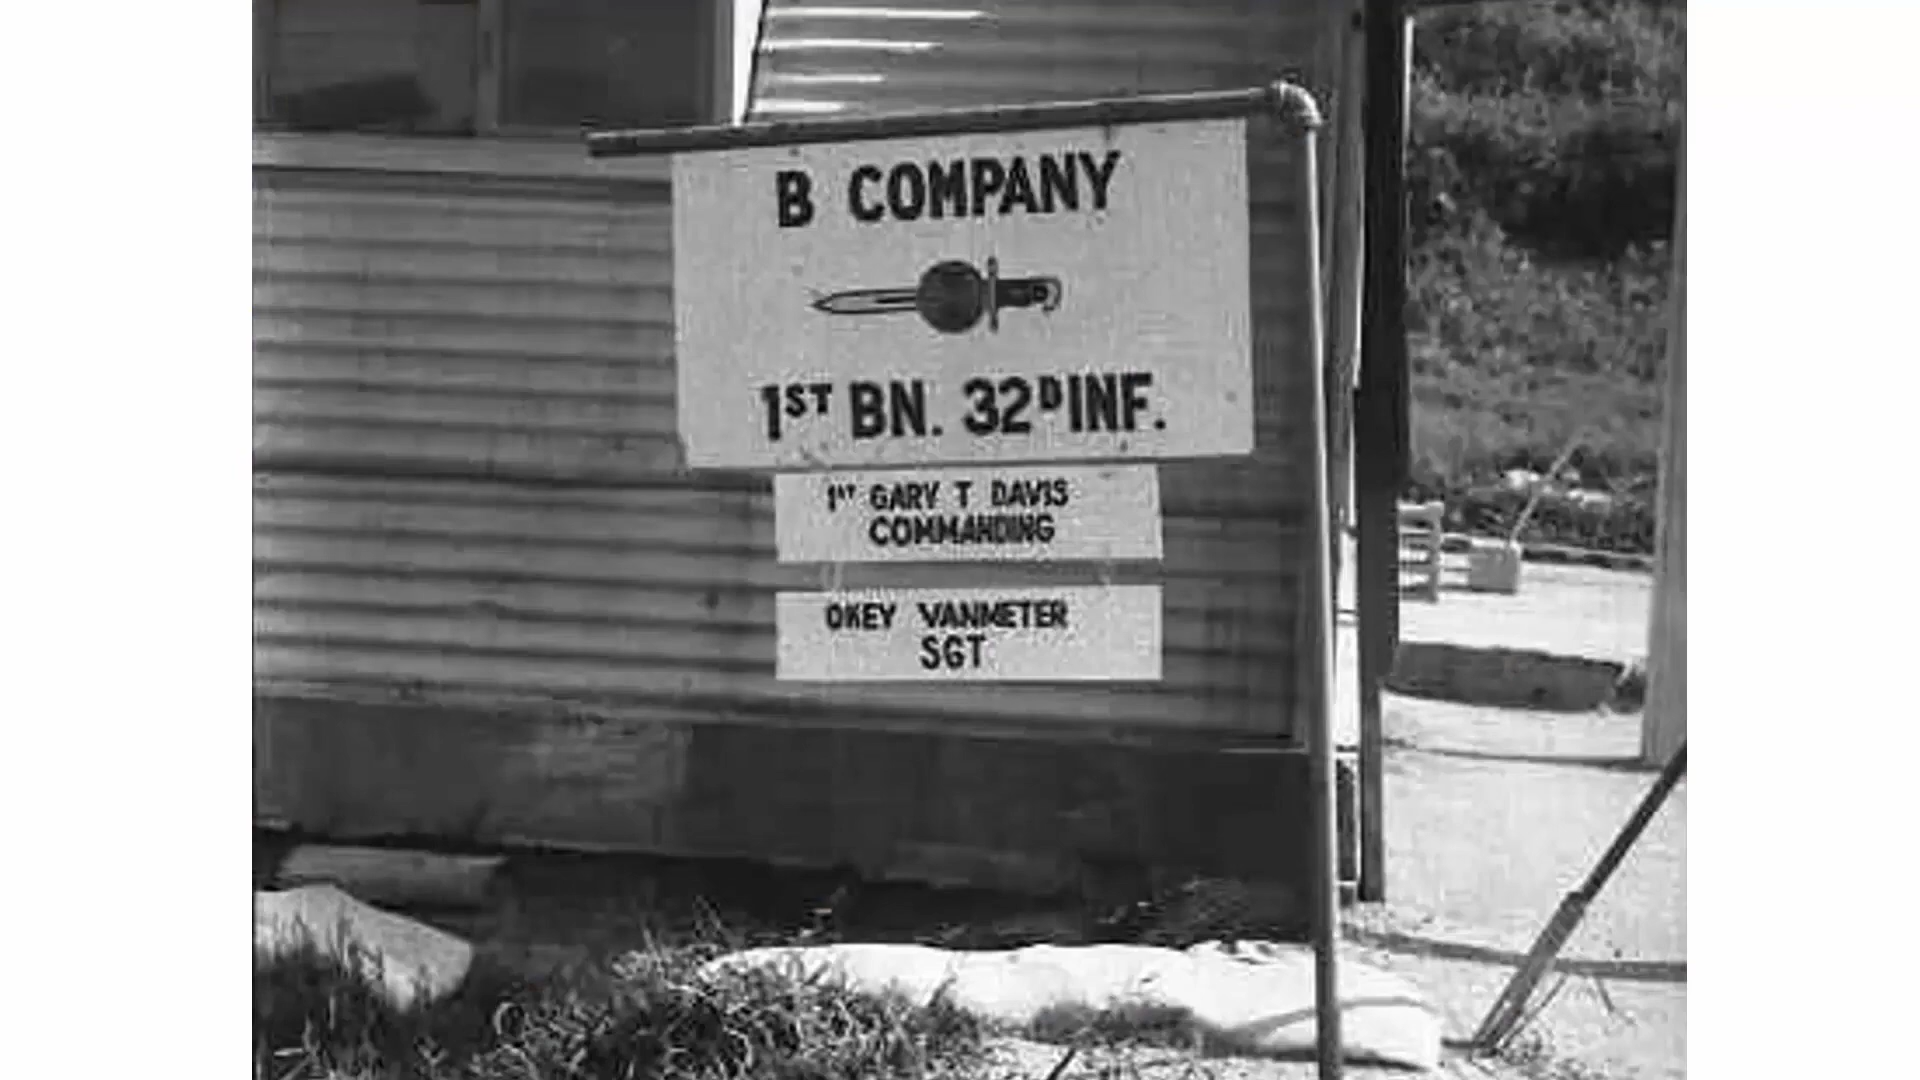 B COMPANY
1ST BN. 32D INF.
1ST GARY T DAVIS
COMMANDING
OKEY VANMETER
SGT